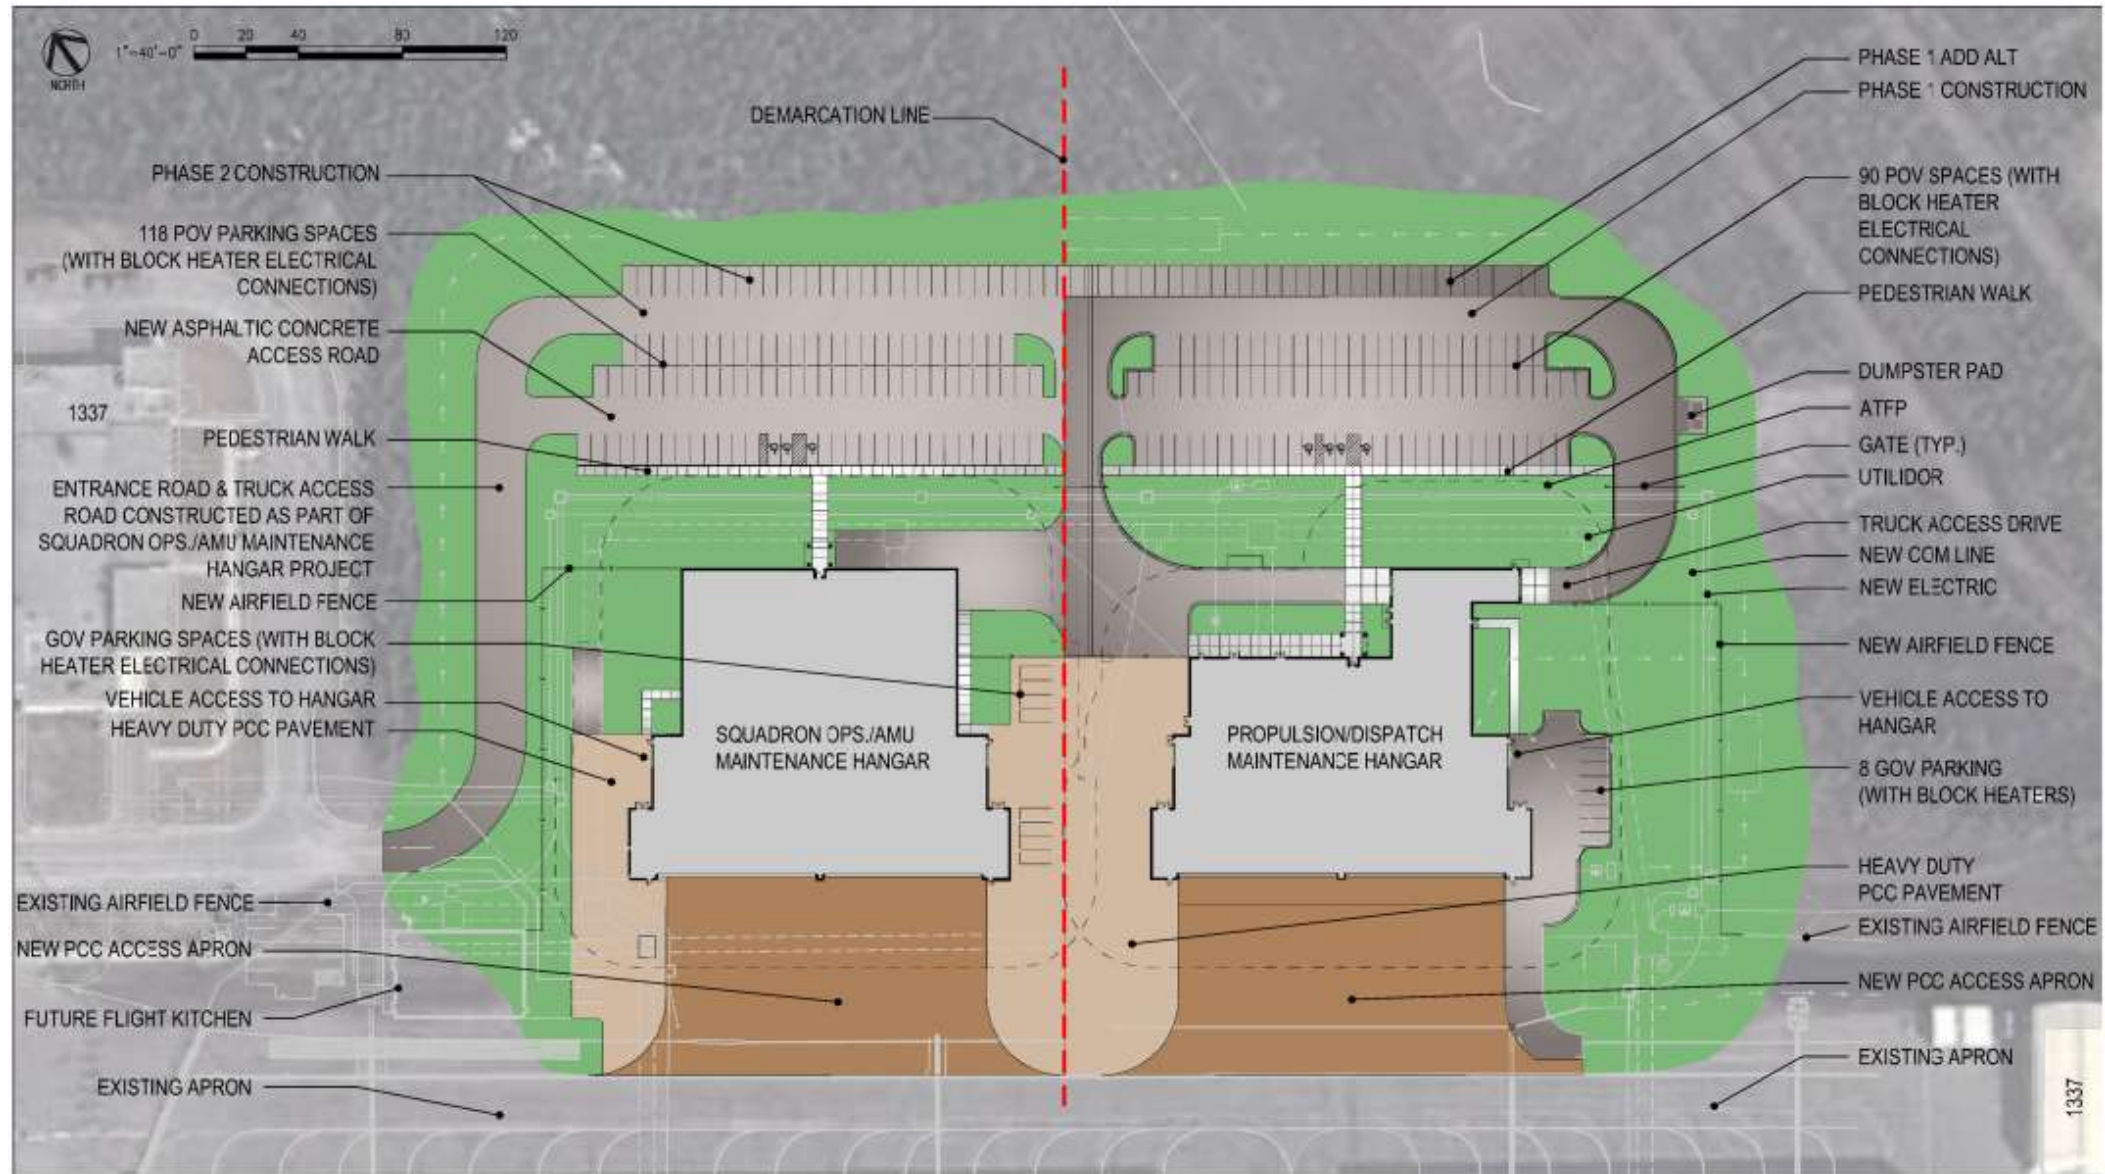 0 20 40 80 120
1"=40'-0"
NORTH
DEMARCATION LINE
PHASE 2 CONSTRUCTION
118 POV PARKING SPACES
(WITH BLOCK HEATER ELECTRICAL
CONNECTIONS)
NEW ASPHALTIC CONCRETE
ACCESS ROAD
1337
PEDESTRIAN WALK
ENTRANCE ROAD & TRUCK ACCESS
ROAD CONSTRUCTED AS PART OF
SQUADRON OPS./AMU MAINTENANCE
HANGAR PROJECT
NEW AIRFIELD FENCE
GOV PARKING SPACES (WITH BLOCK
HEATER ELECTRICAL CONNECTIONS)
VEHICLE ACCESS TO HANGAR
HEAVY DUTY PCC PAVEMENT
EXISTING AIRFIELD FENCE
NEW PCC ACCESS APRON
FUTURE FLIGHT KITCHEN
EXISTING APRON
SQUADRON OPS./AMU
MAINTENANCE HANGAR
PROPULSION/DISPATCH
MAINTENANCE HANGAR
PHASE 1 ADD ALT
PHASE 1 CONSTRUCTION
90 POV SPACES (WITH
BLOCK HEATER
ELECTRICAL
CONNECTIONS)
PEDESTRIAN WALK
DUMPSTER PAD
ATFP
GATE (TYP.)
UTILIDOR
TRUCK ACCESS DRIVE
NEW COM LINE
NEW ELECTRIC
NEW AIRFIELD FENCE
VEHICLE ACCESS TO
HANGAR
8 GOV PARKING
(WITH BLOCK HEATERS)
HEAVY DUTY
PCC PAVEMENT
EXISTING AIRFIELD FENCE
NEW PCC ACCESS APRON
EXISTING APRON
1337